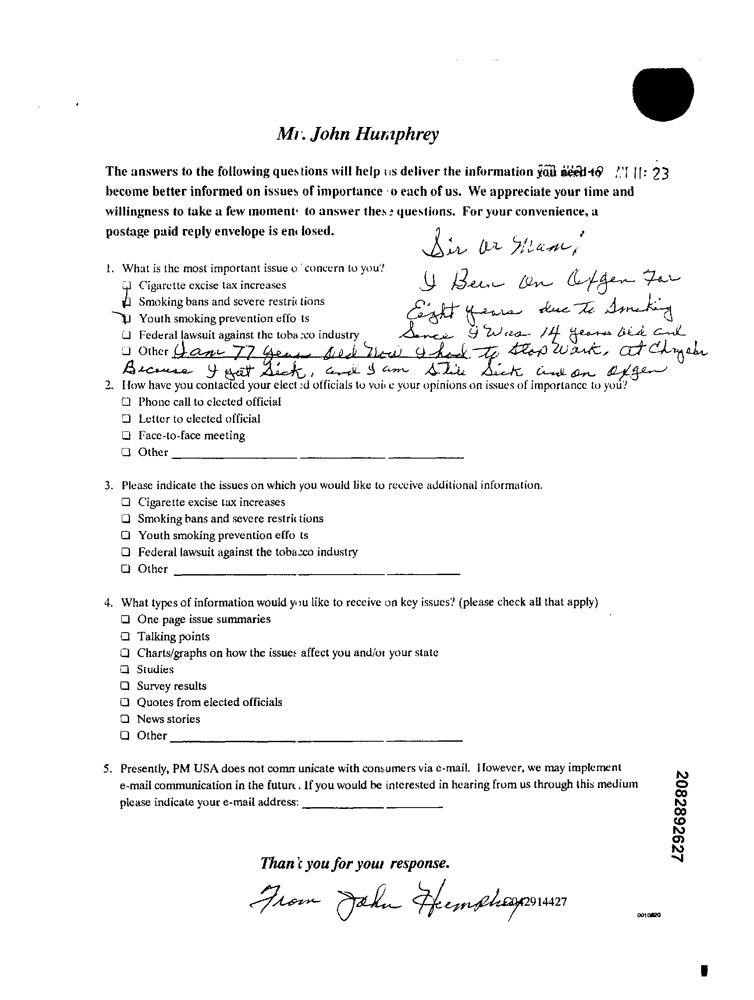 Mr. John Humphrey
The answers to the following questions will help us deliver the information you need to 11:23
become better informed on issues of importance to each of us. We appreciate your time and
willingness to take a few moments to answer these questions. For your convenience, a
postage paid reply envelope is enclosed.
Sir or Mam,
1. What is the most important issue of concern to you?
I Been on Oxgen For
❏ Cigarette excise tax increases
❏ Smoking bans and severe restrictions
Eight years due to Smoking
❏ Youth smoking prevention efforts
Since I Was 14 years old and
❏ Federal lawsuit against the tobacco industry
❏ Other I am 77 years old Now I had to Stop Work, at Chrysler
Because I got Sick, and I am Still Sick and on Oxgen
2. How have you contacted your elected officials to voice your opinions on issues of importance to you?
❏ Phone call to elected official
❏ Letter to elected official
❏ Face-to-face meeting
❏ Other
3. Please indicate the issues on which you would like to receive additional information.
❏ Cigarette excise tax increases
❏ Smoking bans and severe restrictions
❏ Youth smoking prevention efforts
❏ Federal lawsuit against the tobacco industry
❏ Other
4. What types of information would you like to receive on key issues? (please check all that apply)
❏ One page issue summaries
❏ Talking points
❏ Charts/graphs on how the issues affect you and/or your state
❏ Studies
❏ Survey results
❏ Quotes from elected officials
❏ News stories
❏ Other
5. Presently, PM USA does not communicate with consumers via e-mail. However, we may implement
e-mail communication in the future. If you would be interested in hearing from us through this medium
please indicate your e-mail address:
2082892627
Thank you for your response.
From John Humphrey 2914427